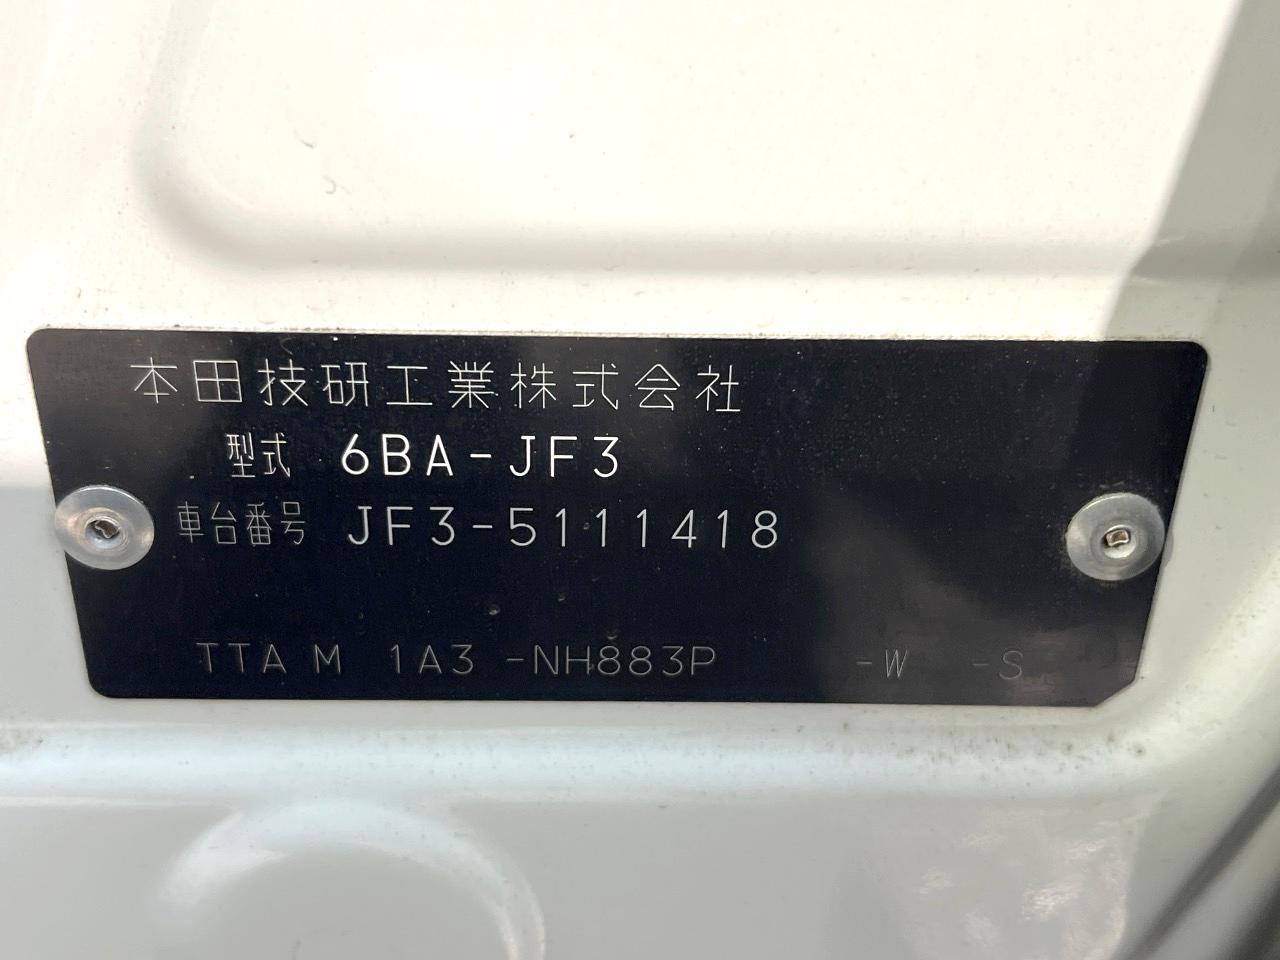 本田技研工業株式会社
型式 6BA-JF3
車台番号 JF3-5111418
TTA M 1A3 -NH883P -W -S